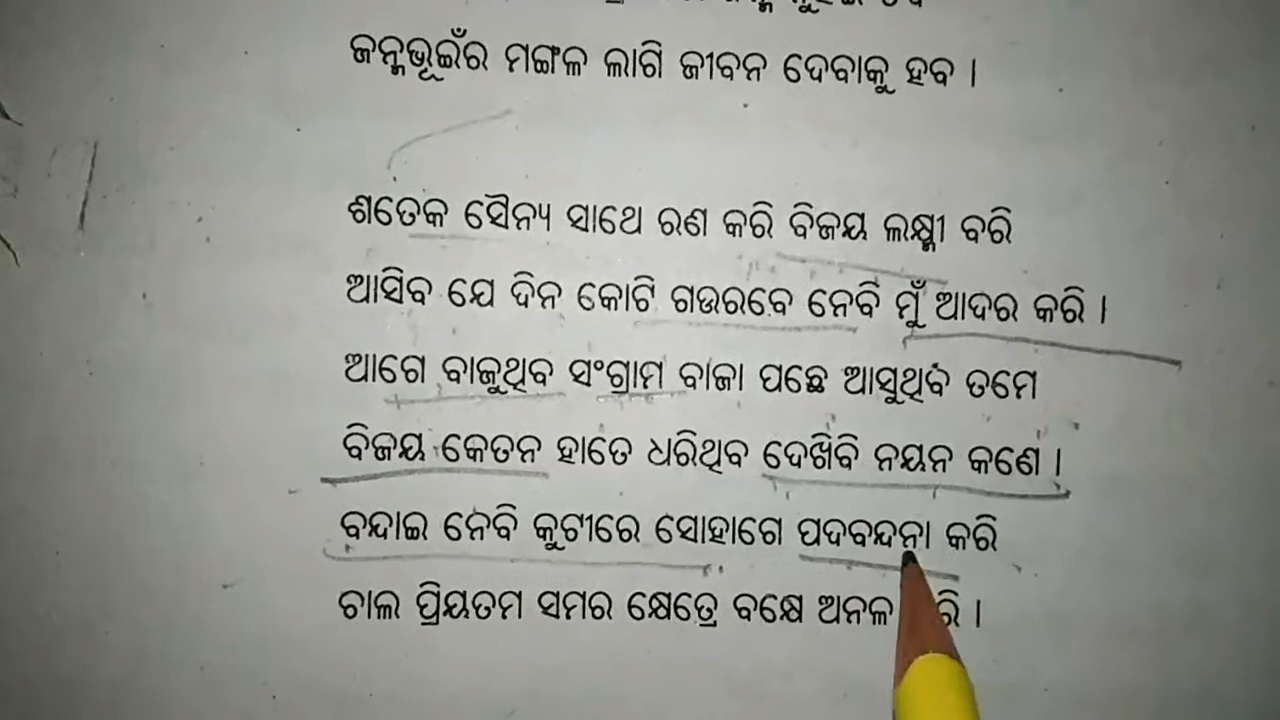 ଜନ୍ମଭୂଇଁର ମଙ୍ଗଳ ଲାଗି ଜୀବନ ଦେବାକୁ ହବ ।
ଶତେକ ସୈନ୍ୟ ସାଥେ ରଣ କରି ବିଜୟ ଲକ୍ଷ୍ମୀ ବରି
ଆସିବ ଯେ ଦିନ କୋଟି ଗଉରବେ ନେବି ମୁଁ ଆଦର କରି ।
ଆଗେ ବାଜୁଥିବ ସଂଗ୍ରାମ ବାଜା ପଛେ ଆସୁଥିବ ତମେ
ବିଜୟ କେତନ ହାତେ ଧରିଥିବ ଦେଖିବି ନୟନ କଣେ ।
ବନ୍ଦାଇ ନେବି କୁଟୀରେ ସୋହାଗେ ପଦବନ୍ଦନା କରି
ଚାଲ ପ୍ରିୟତମ ସମର କ୍ଷେତ୍ରେ ବକ୍ଷେ ଅନଳ ।